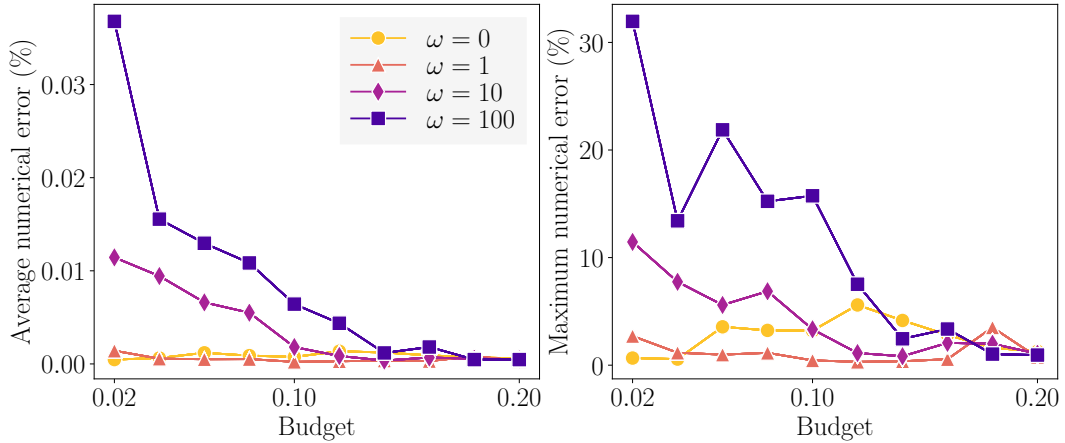 Average numerical error (%)
0.03
0.02
0.01
0.00
0.02
0.10
0.20
Budget
ω = 0
ω = 1
ω = 10
ω = 100
Maximum numerical error (%)
30
20
10
0
0.02
0.10
0.20
Budget